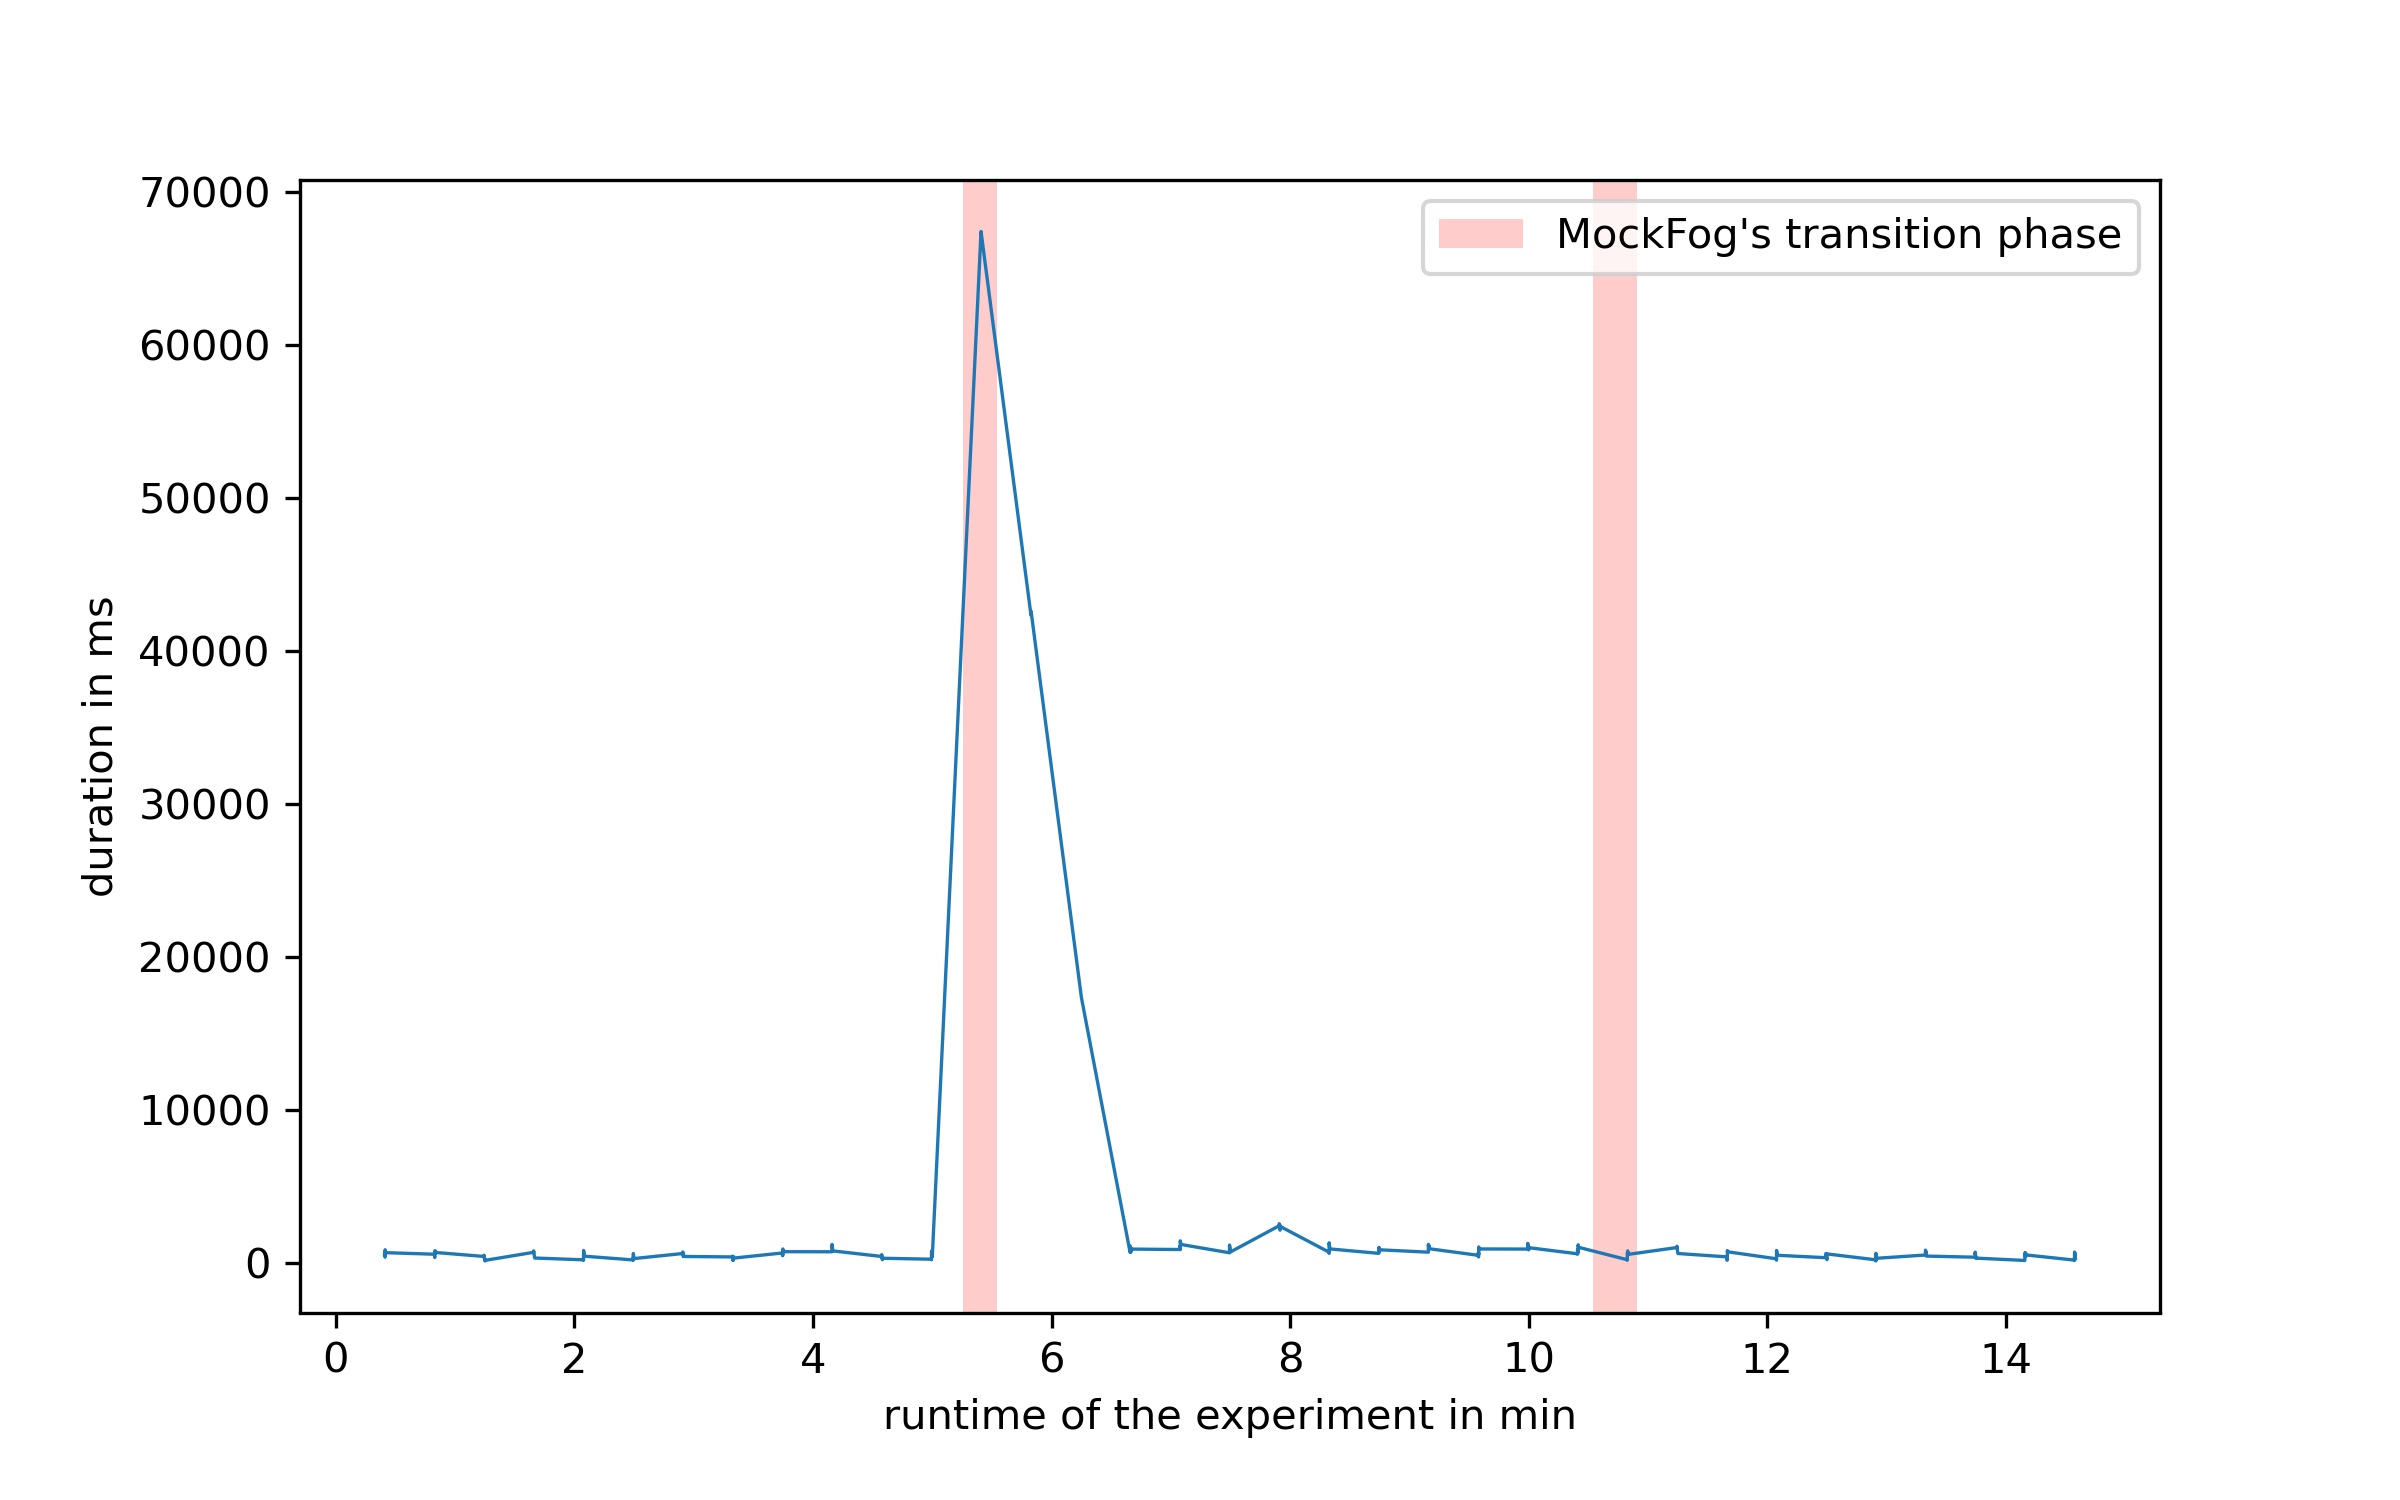 MockFog's transition phase
70000
60000
50000
40000
30000
20000
10000
0
duration in ms
0 2 4 6 8 10 12 14
runtime of the experiment in min